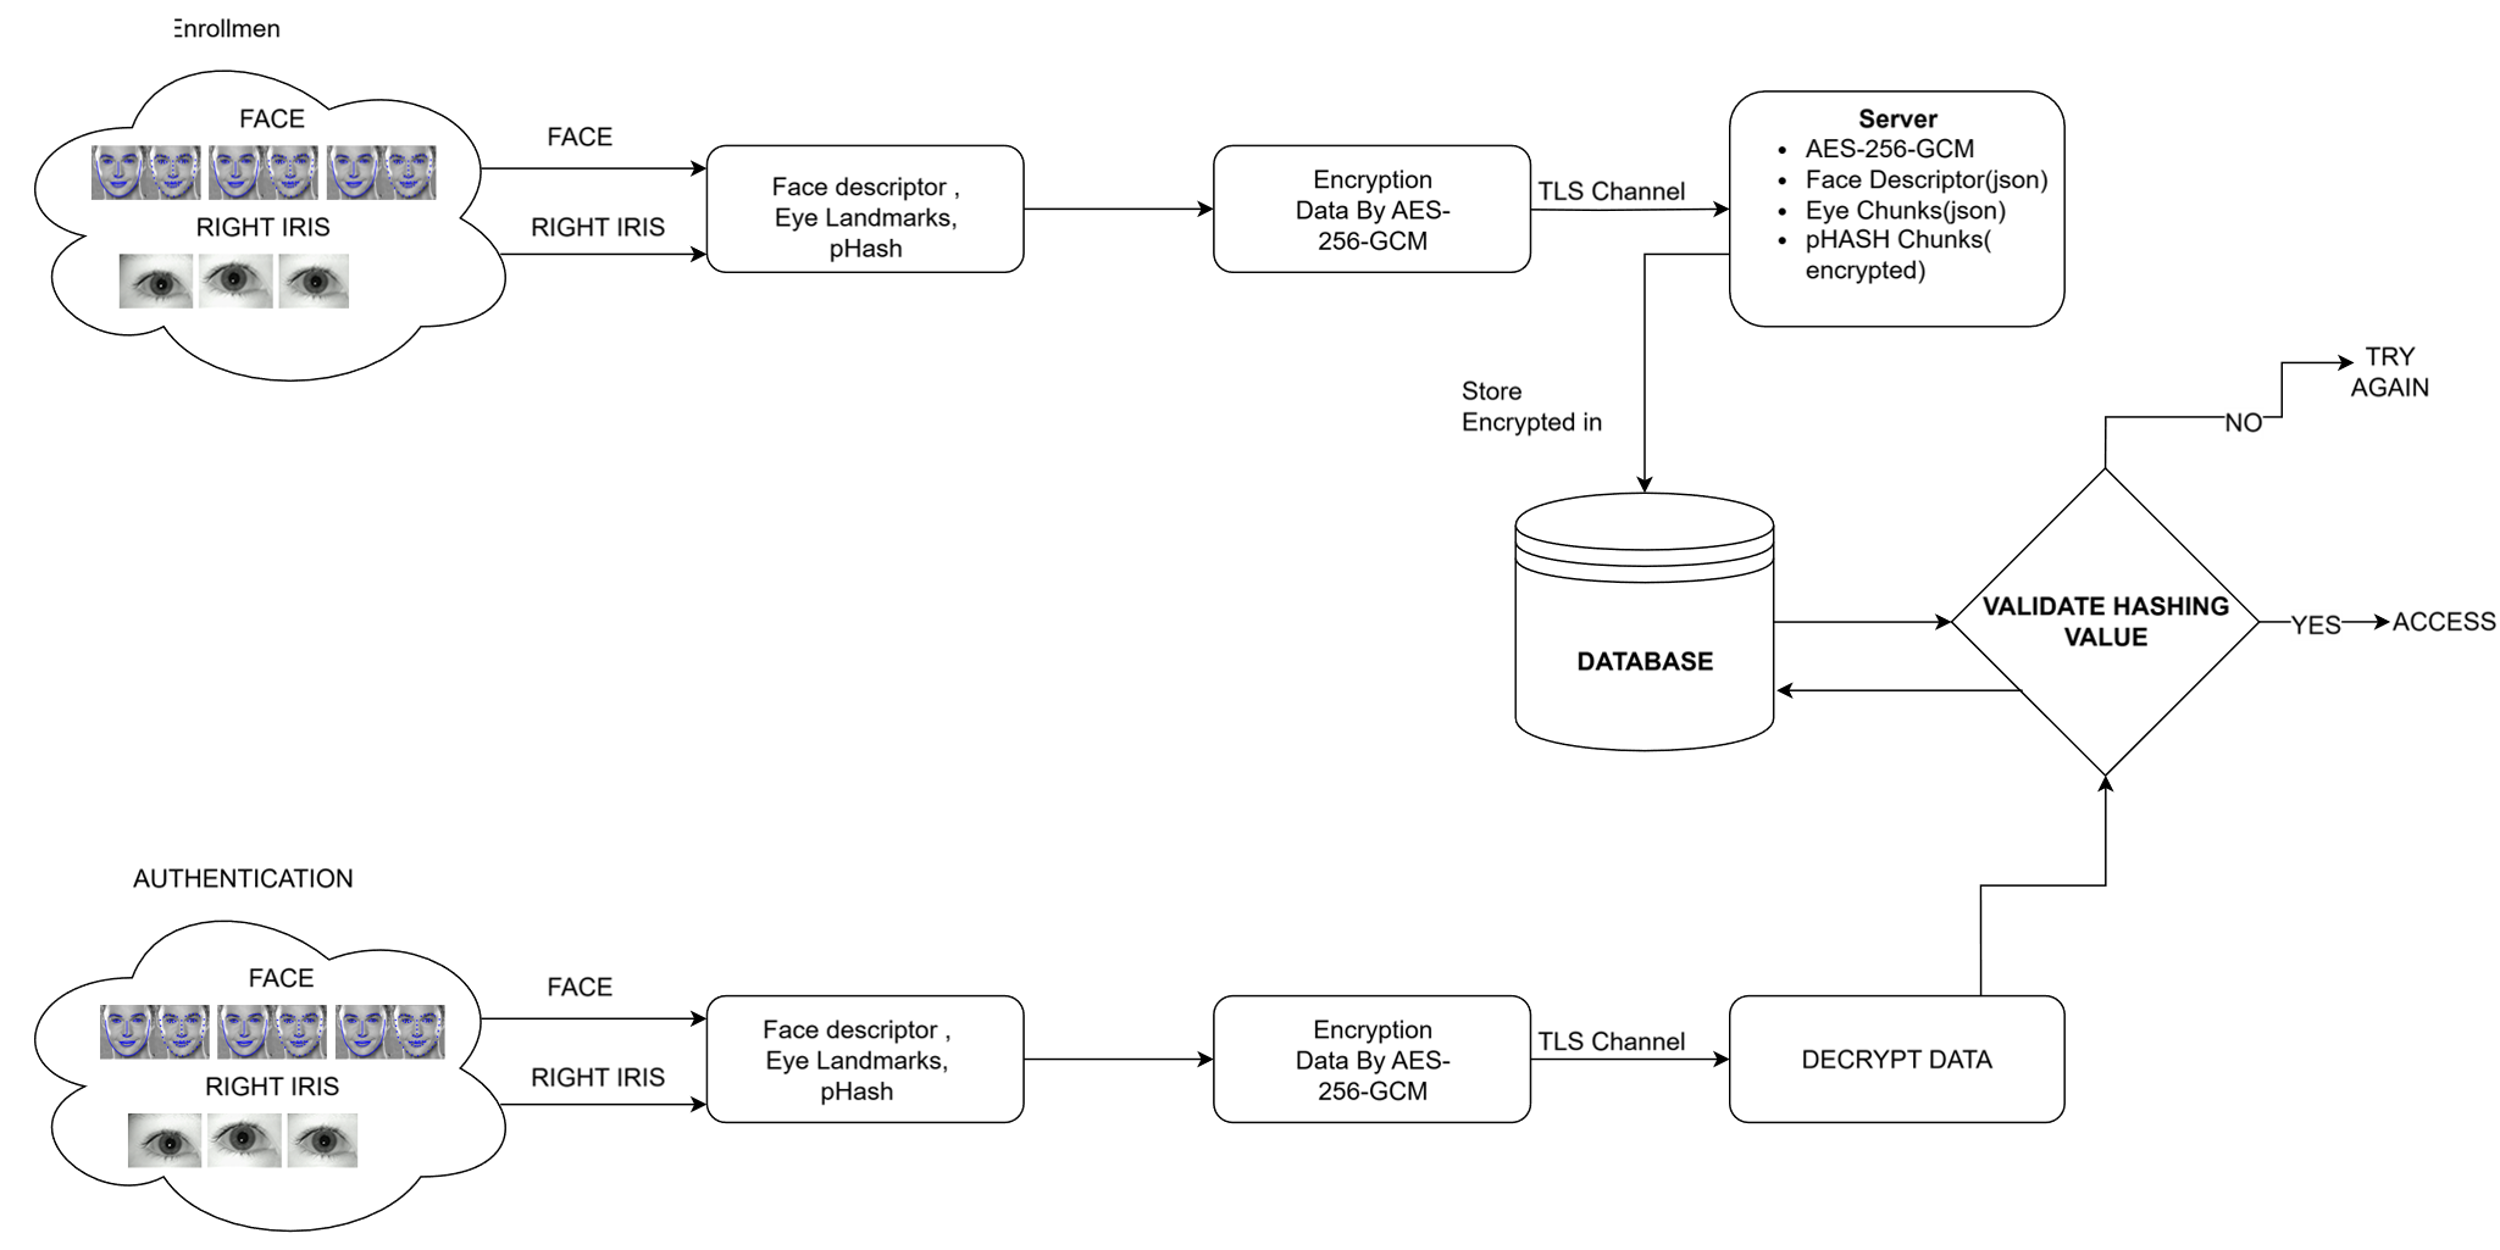 Enrollmen
FACE
RIGHT IRIS
FACE
RIGHT IRIS
Face descriptor ,
Eye Landmarks,
pHash
Encryption
Data By AES-
256-GCM
TLS Channel
Server
• AES-256-GCM
• Face Descriptor(json)
• Eye Chunks(json)
• pHASH Chunks(
encrypted)
Store
Encrypted in
DATABASE
VALIDATE HASHING
VALUE
NO
TRY
AGAIN
YES
ACCESS
AUTHENTICATION
FACE
RIGHT IRIS
FACE
RIGHT IRIS
Face descriptor ,
Eye Landmarks,
pHash
Encryption
Data By AES-
256-GCM
TLS Channel
DECRYPT DATA